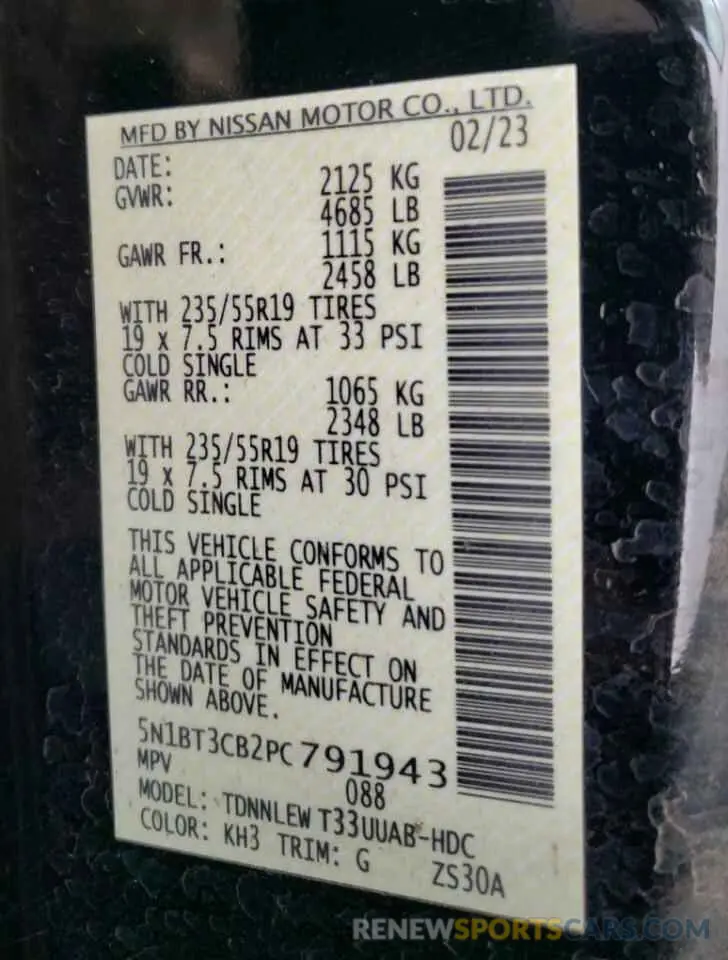 MFD BY NISSAN MOTOR CO., LTD.
DATE: 02/23
GVWR: 2125 KG
4685 LB
GAWR FR.: 1115 KG
2458 LB
WITH 235/55R19 TIRES
19 x 7.5 RIMS AT 33 PSI
COLD SINGLE
GAWR RR.: 1065 KG
2348 LB
WITH 235/55R19 TIRES
19 x 7.5 RIMS AT 30 PSI
COLD SINGLE
THIS VEHICLE CONFORMS TO
ALL APPLICABLE FEDERAL
MOTOR VEHICLE SAFETY AND
THEFT PREVENTION
STANDARDS IN EFFECT ON
THE DATE OF MANUFACTURE
SHOWN ABOVE.
5N1BT3CB2PC791943
MPV 088
MODEL: TDNNLEW T33UUAB-HDC
COLOR: KH3 TRIM: G ZS30A
RENEWSPORTSCARS.COM